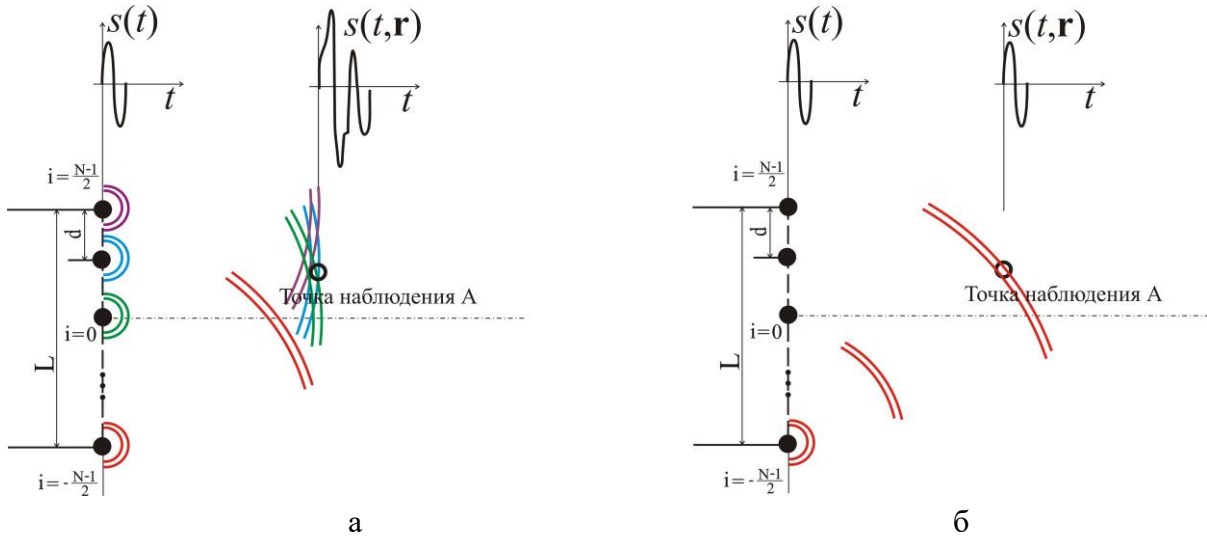 s(t)
t
s(t,r)
t
i=(N-1)/2
d
L
i=0
Точка наблюдения А
i=-(N-1)/2
а
s(t)
t
s(t,r)
t
i=(N-1)/2
d
L
i=0
Точка наблюдения А
i=-(N-1)/2
б